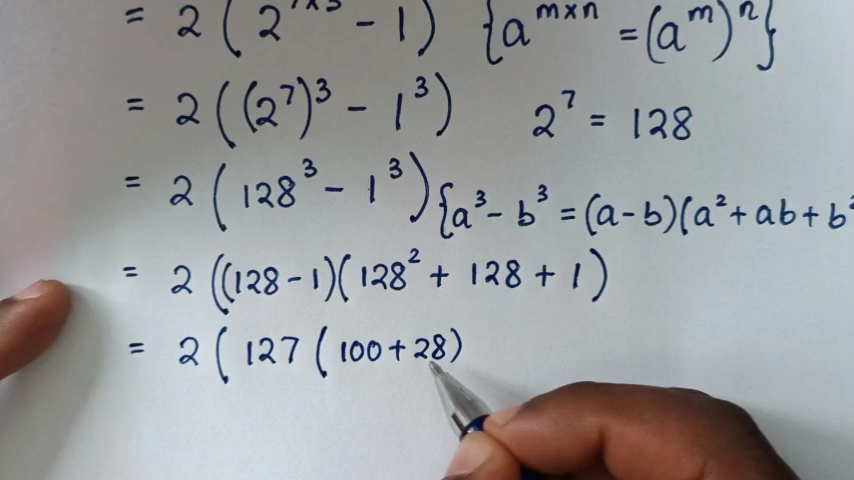 = 2 ( 2^7×3 - 1 ) {a^m×n = (a^m)^n}
= 2 ((2^7)^3 - 1^3) 2^7 = 128
= 2 ( 128^3 - 1^3 ) {a^3 - b^3 = (a-b)(a^2 + ab + b^2
= 2 ((128-1)(128^2 + 128 + 1)
= 2 ( 127 ( 100+28)